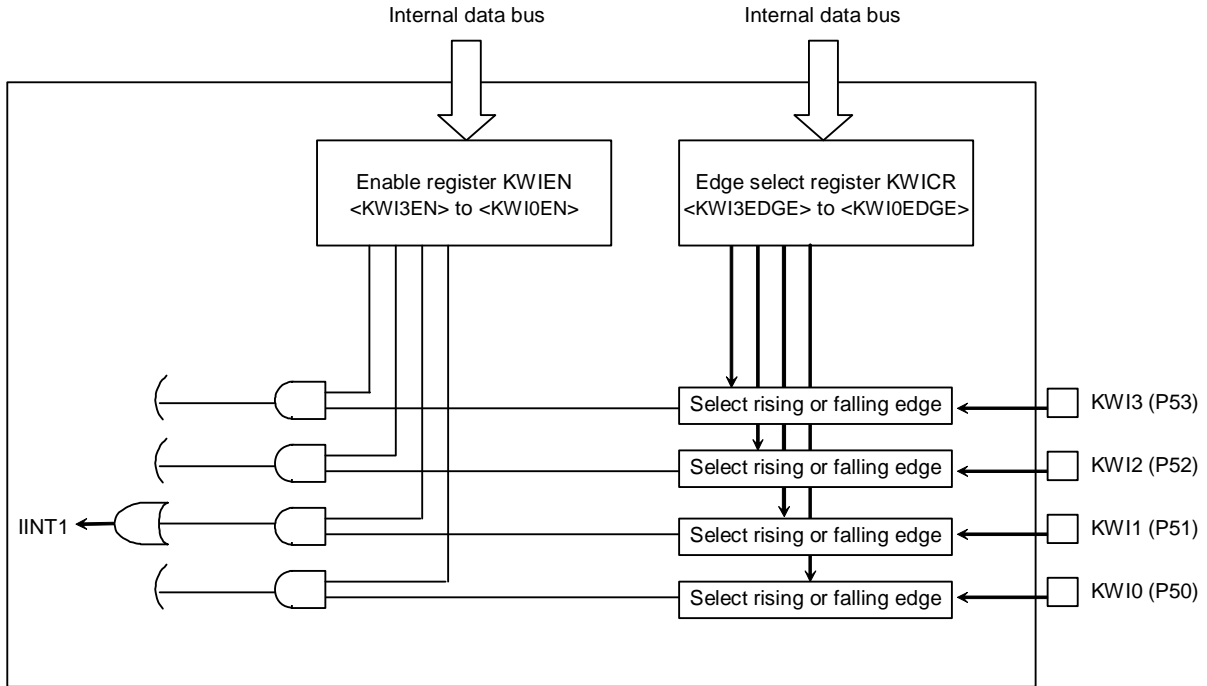 Internal data bus
Internal data bus
Enable register KWIEN
<KWI3EN> to <KWI0EN>
Edge select register KWICR
<KWI3EDGE> to <KWI0EDGE>
Select rising or falling edge
KWI3 (P53)
Select rising or falling edge
KWI2 (P52)
IINT1
Select rising or falling edge
KWI1 (P51)
Select rising or falling edge
KWI0 (P50)